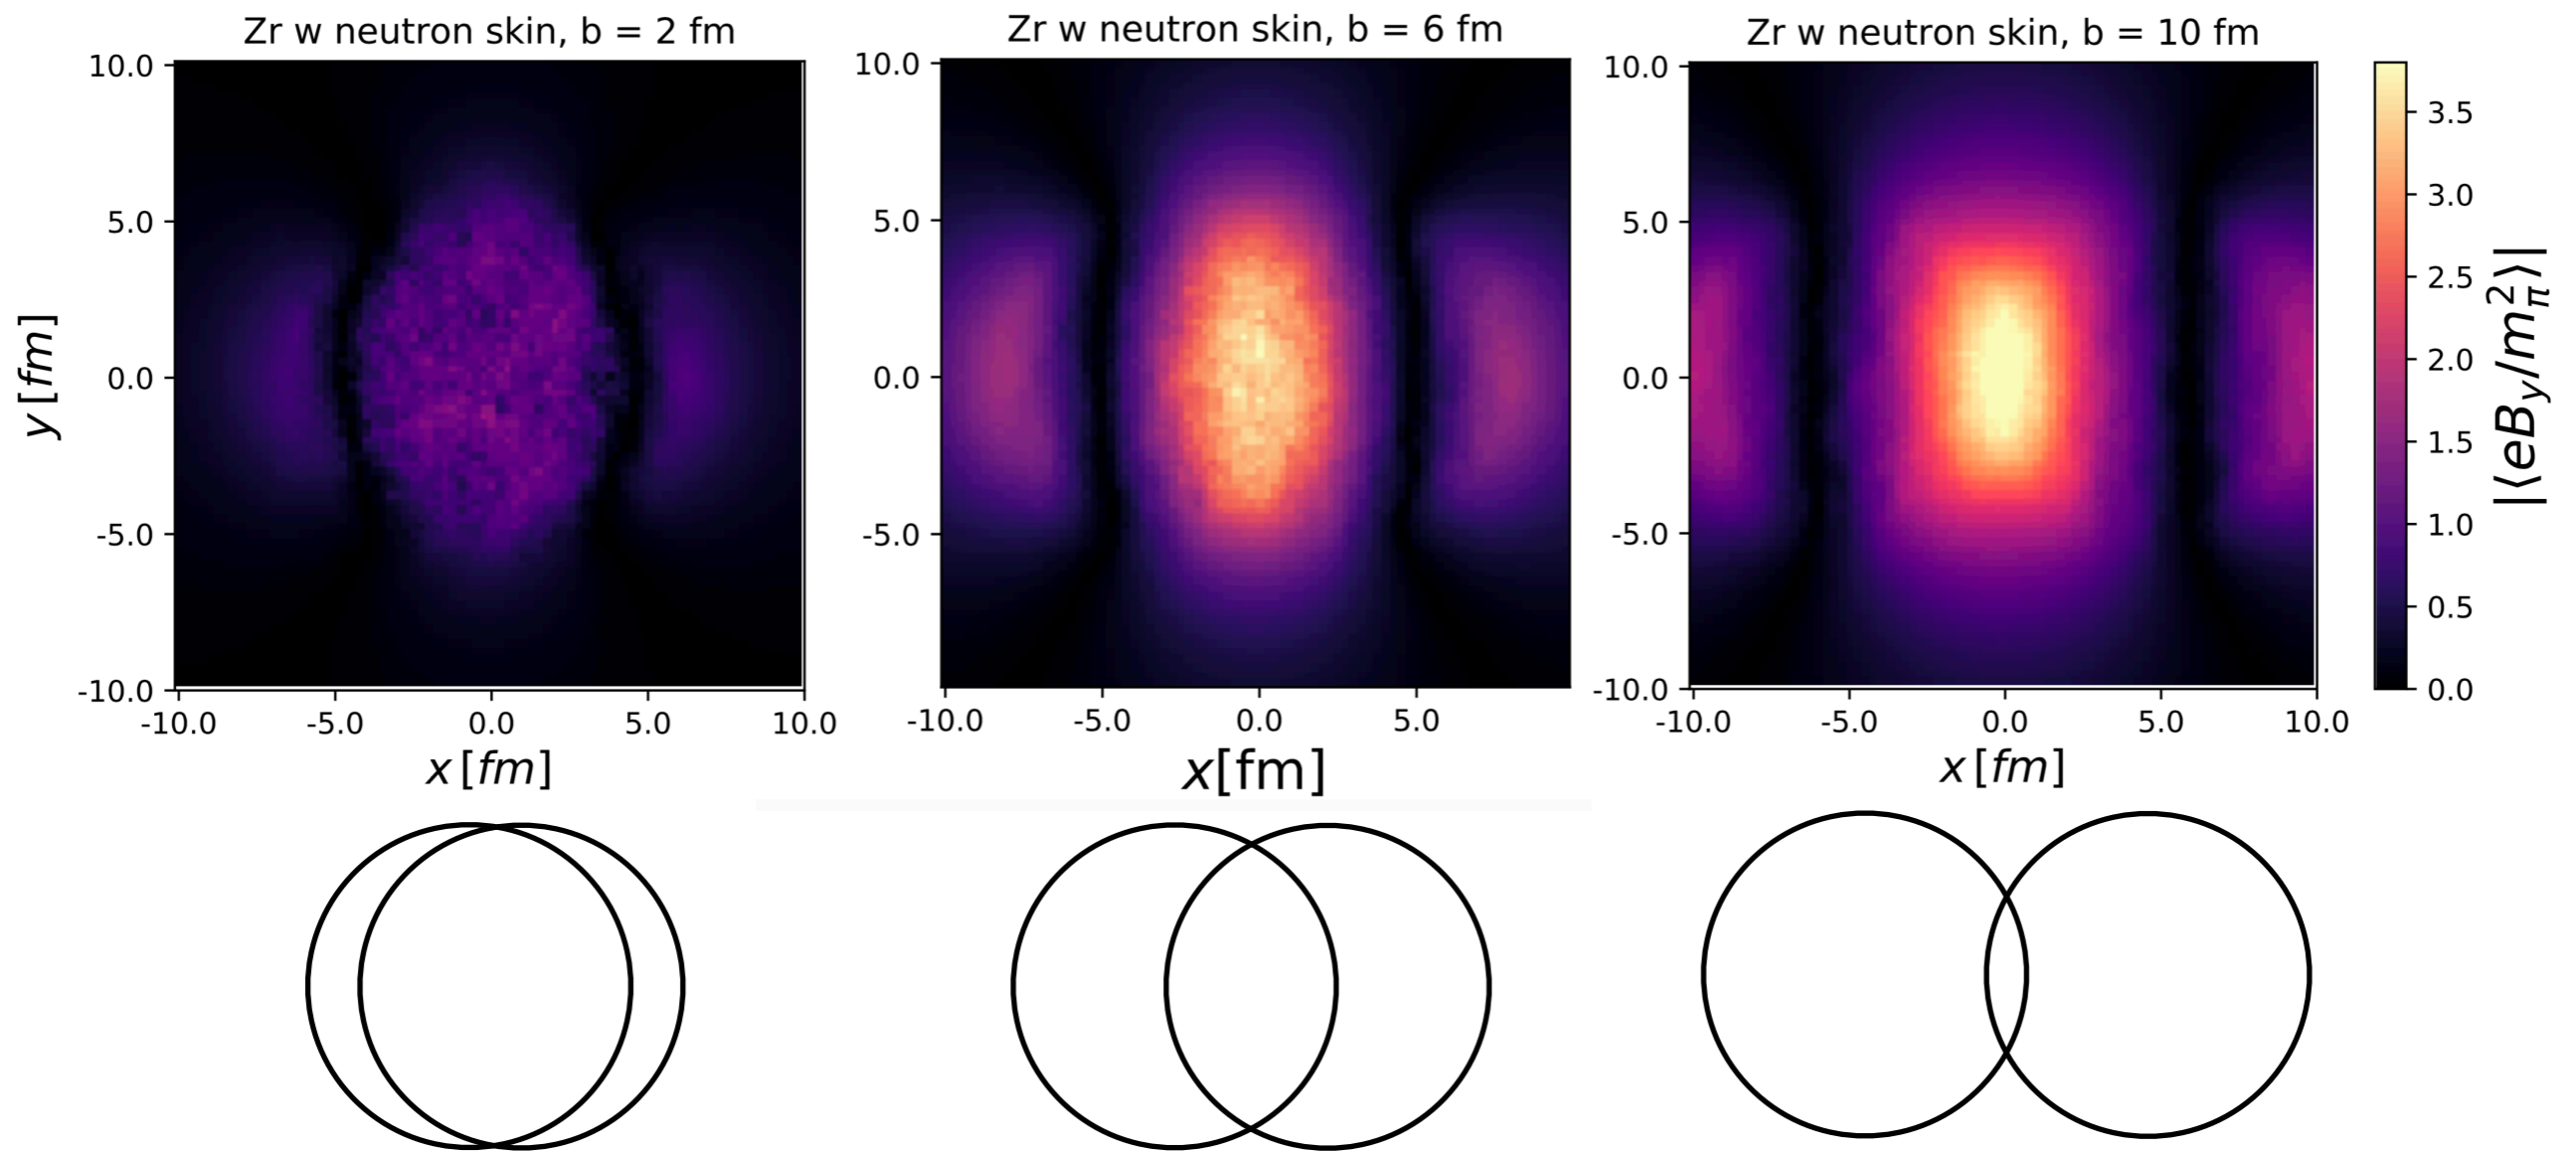 Zr w neutron skin, b = 2 fm
10.0
5.0
0.0
-5.0
-10.0
y [fm]
-10.0 -5.0 0.0 5.0 10.0
x [fm]
Zr w neutron skin, b = 6 fm
10.0
5.0
0.0
-5.0
-10.0 -5.0 0.0 5.0
x[fm]
Zr w neutron skin, b = 10 fm
10.0
5.0
0.0
-5.0
-10.0
-10.0 -5.0 0.0 5.0 10.0
x [fm]
3.5
3.0
2.5
2.0
1.5
1.0
0.5
0.0
|⟨eB_y/m_π^2⟩|